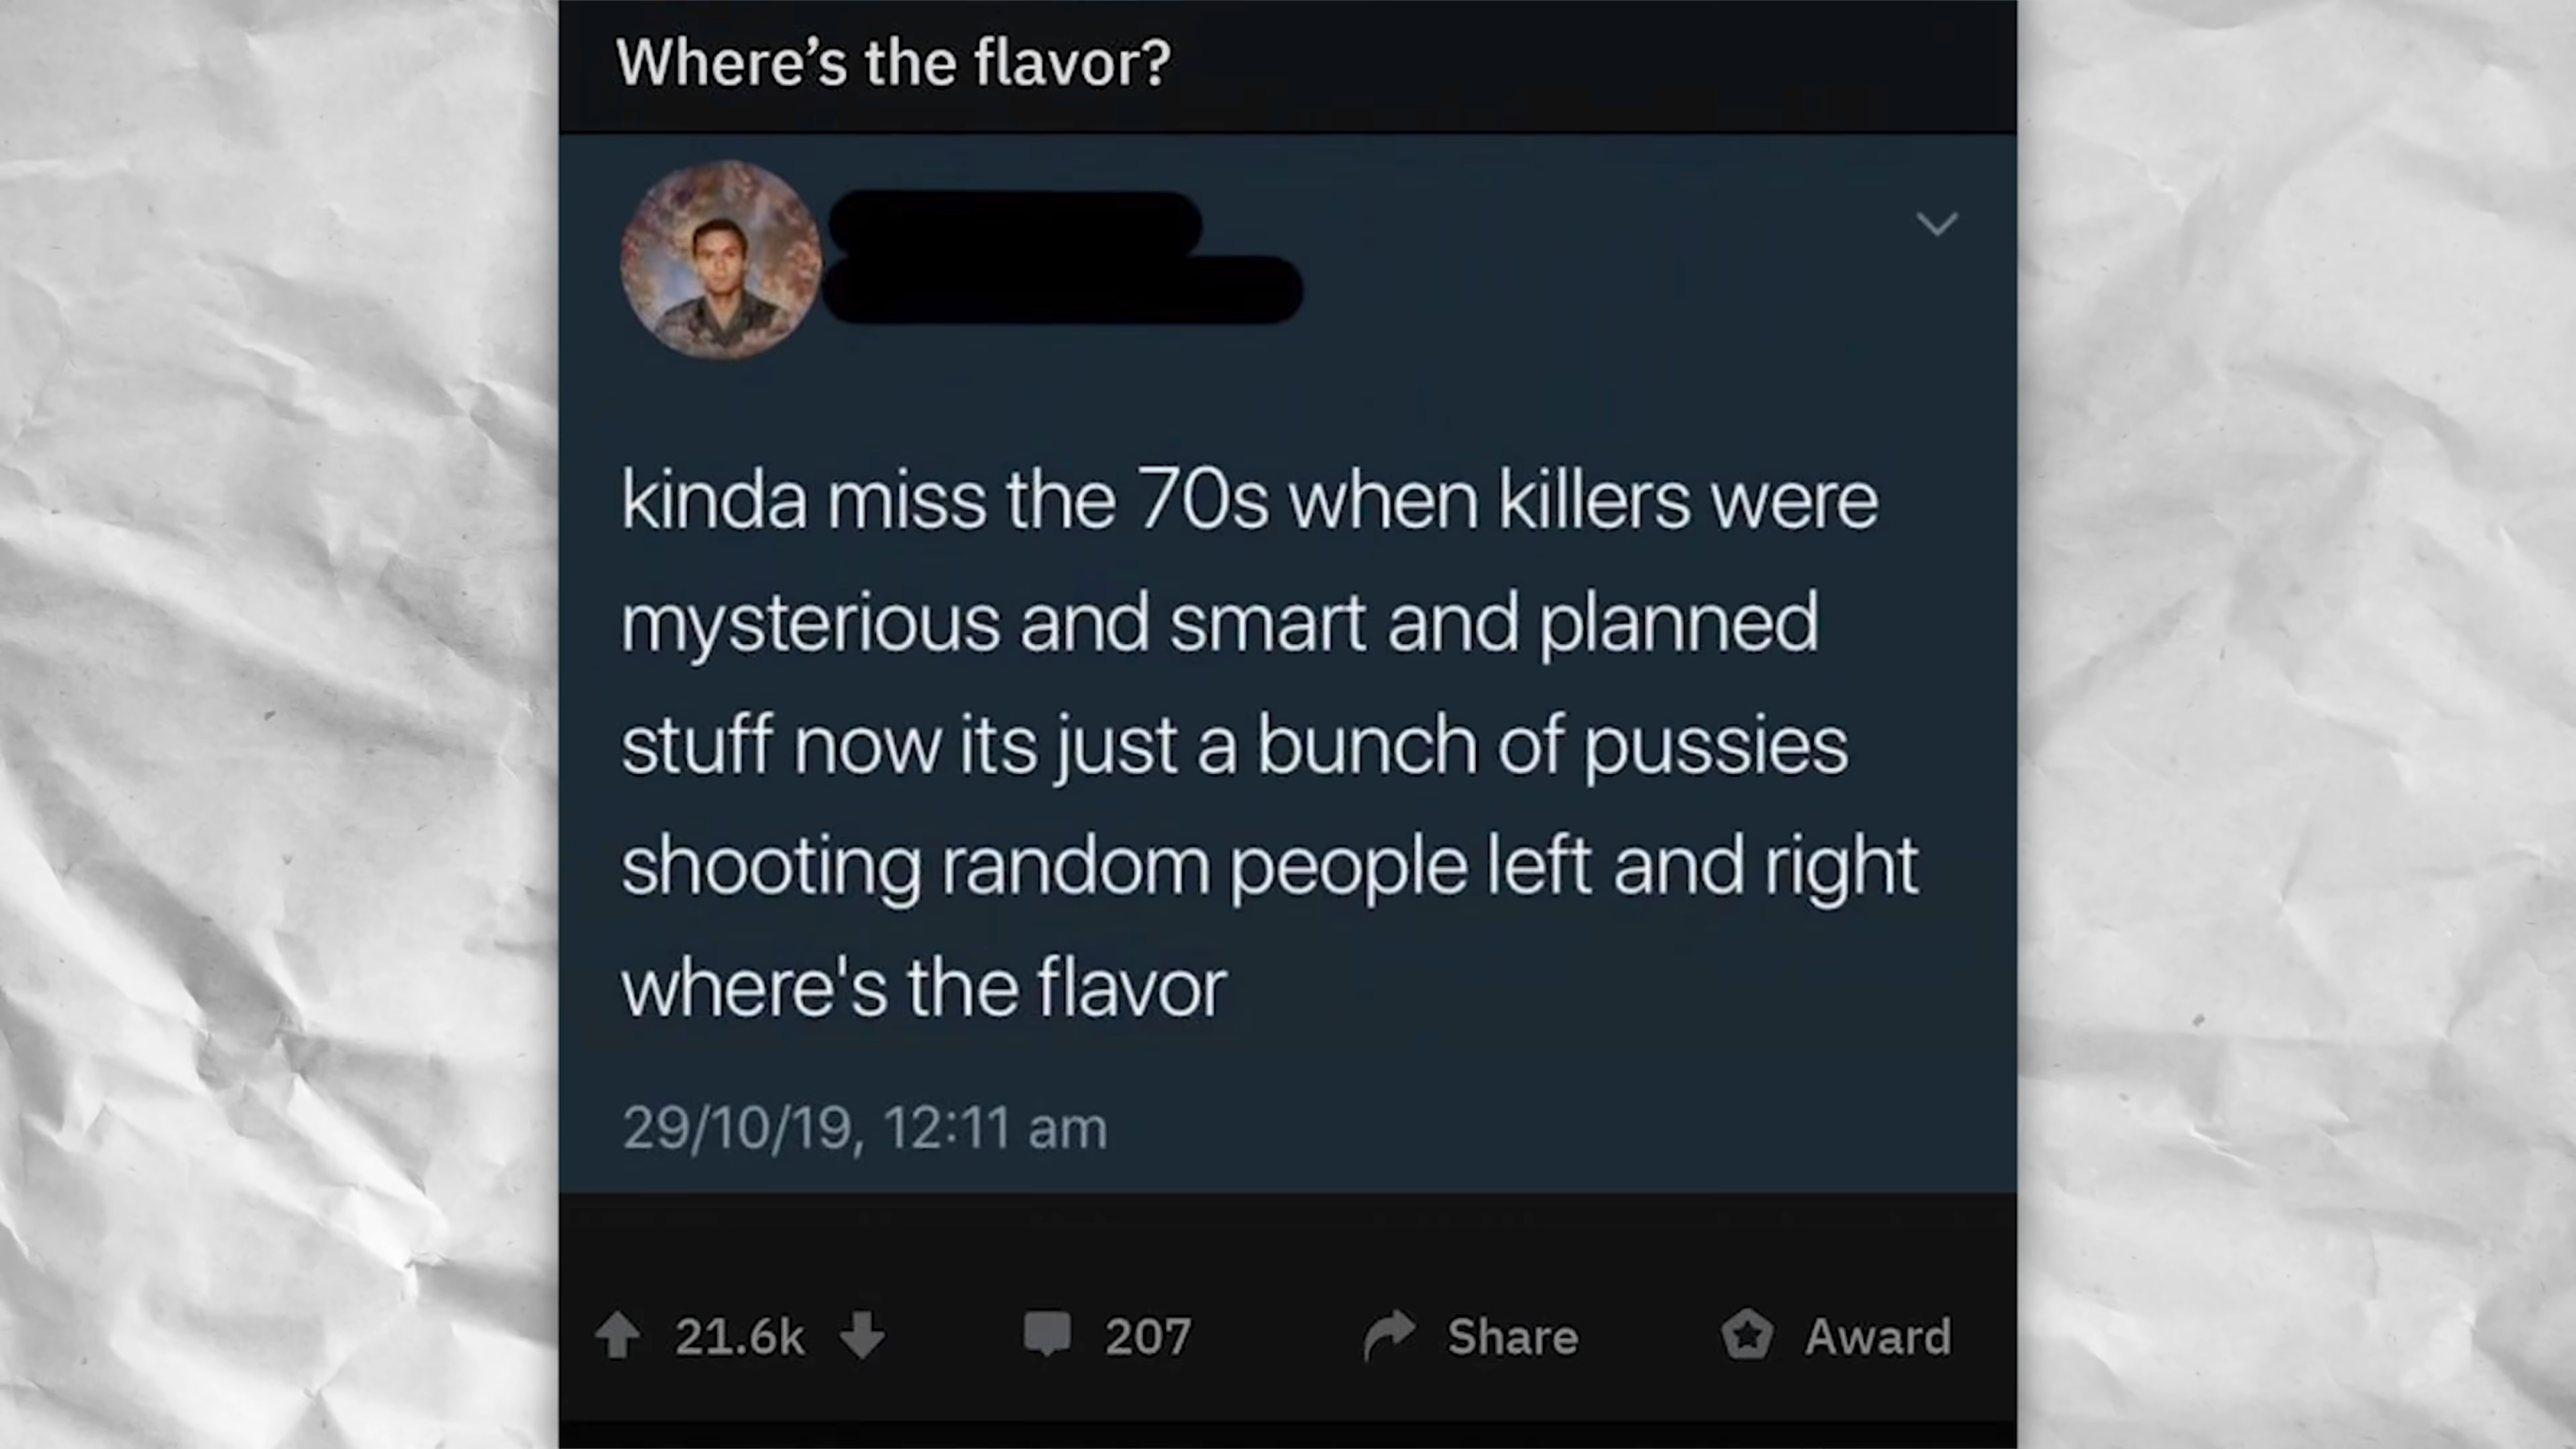 Where’s the flavor?
kinda miss the 70s when killers were
mysterious and smart and planned
stuff now its just a bunch of pussies
shooting random people left and right
where's the flavor
29/10/19, 12:11 am
21.6k 207 Share Award